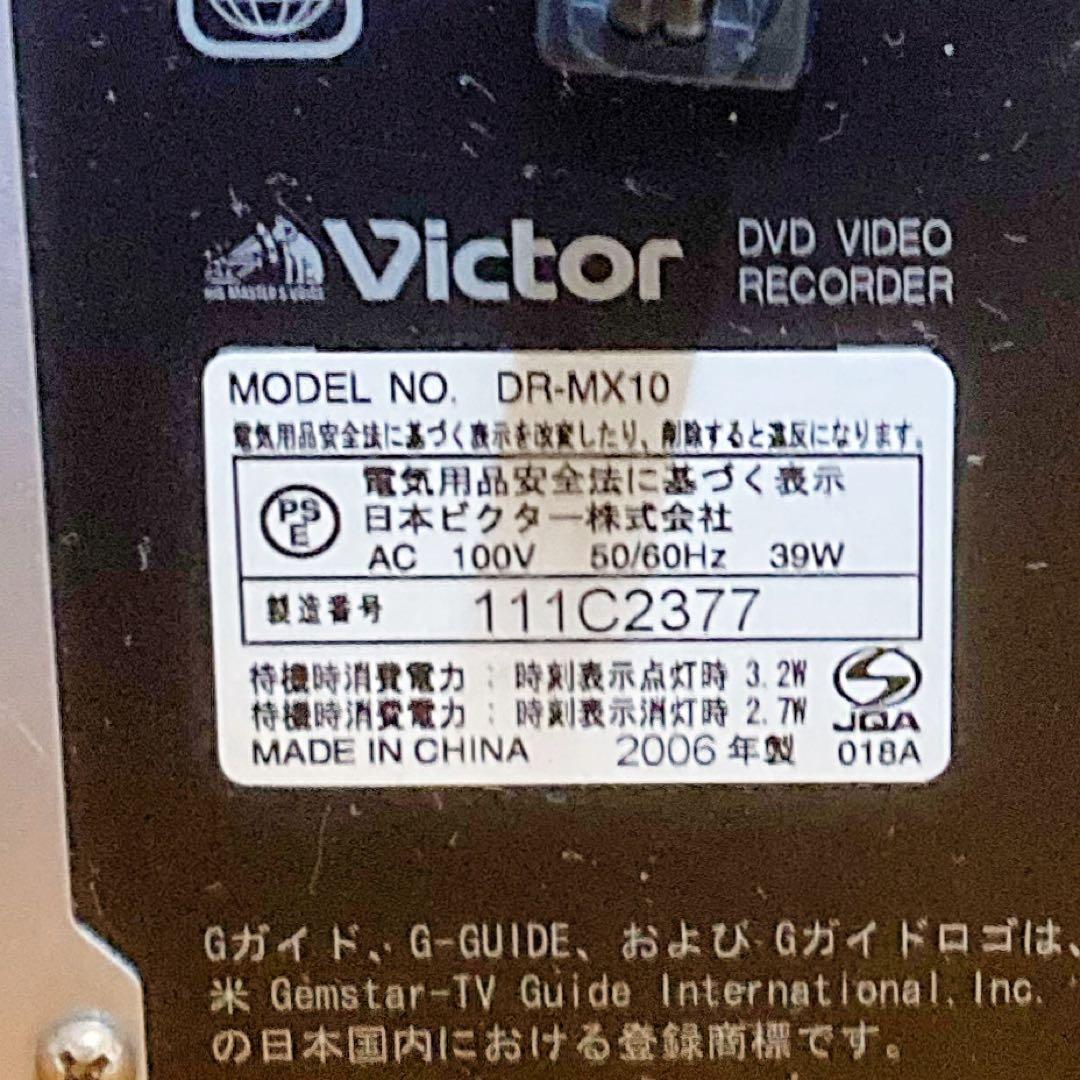 HIS MASTER'S VOICE
Victor
DVD VIDEO
RECORDER
MODEL NO. DR-MX10
電気用品安全法に基づく表示を改変したり、削除すると違反になります。
PS
E
電気用品安全法に基づく表示
日本ビクター株式会社
AC 100V 50/60Hz 39W
製造番号 111C2377
待機時消費電力 : 時刻表示点灯時 3.2W
待機時消費電力 : 時刻表示消灯時 2.7W
JQA
MADE IN CHINA 2006年製 018A
Gガイド、G-GUIDE、およびGガイドロゴは、
米 Gemstar-TV Guide International, Inc.
の日本国内における登録商標です。